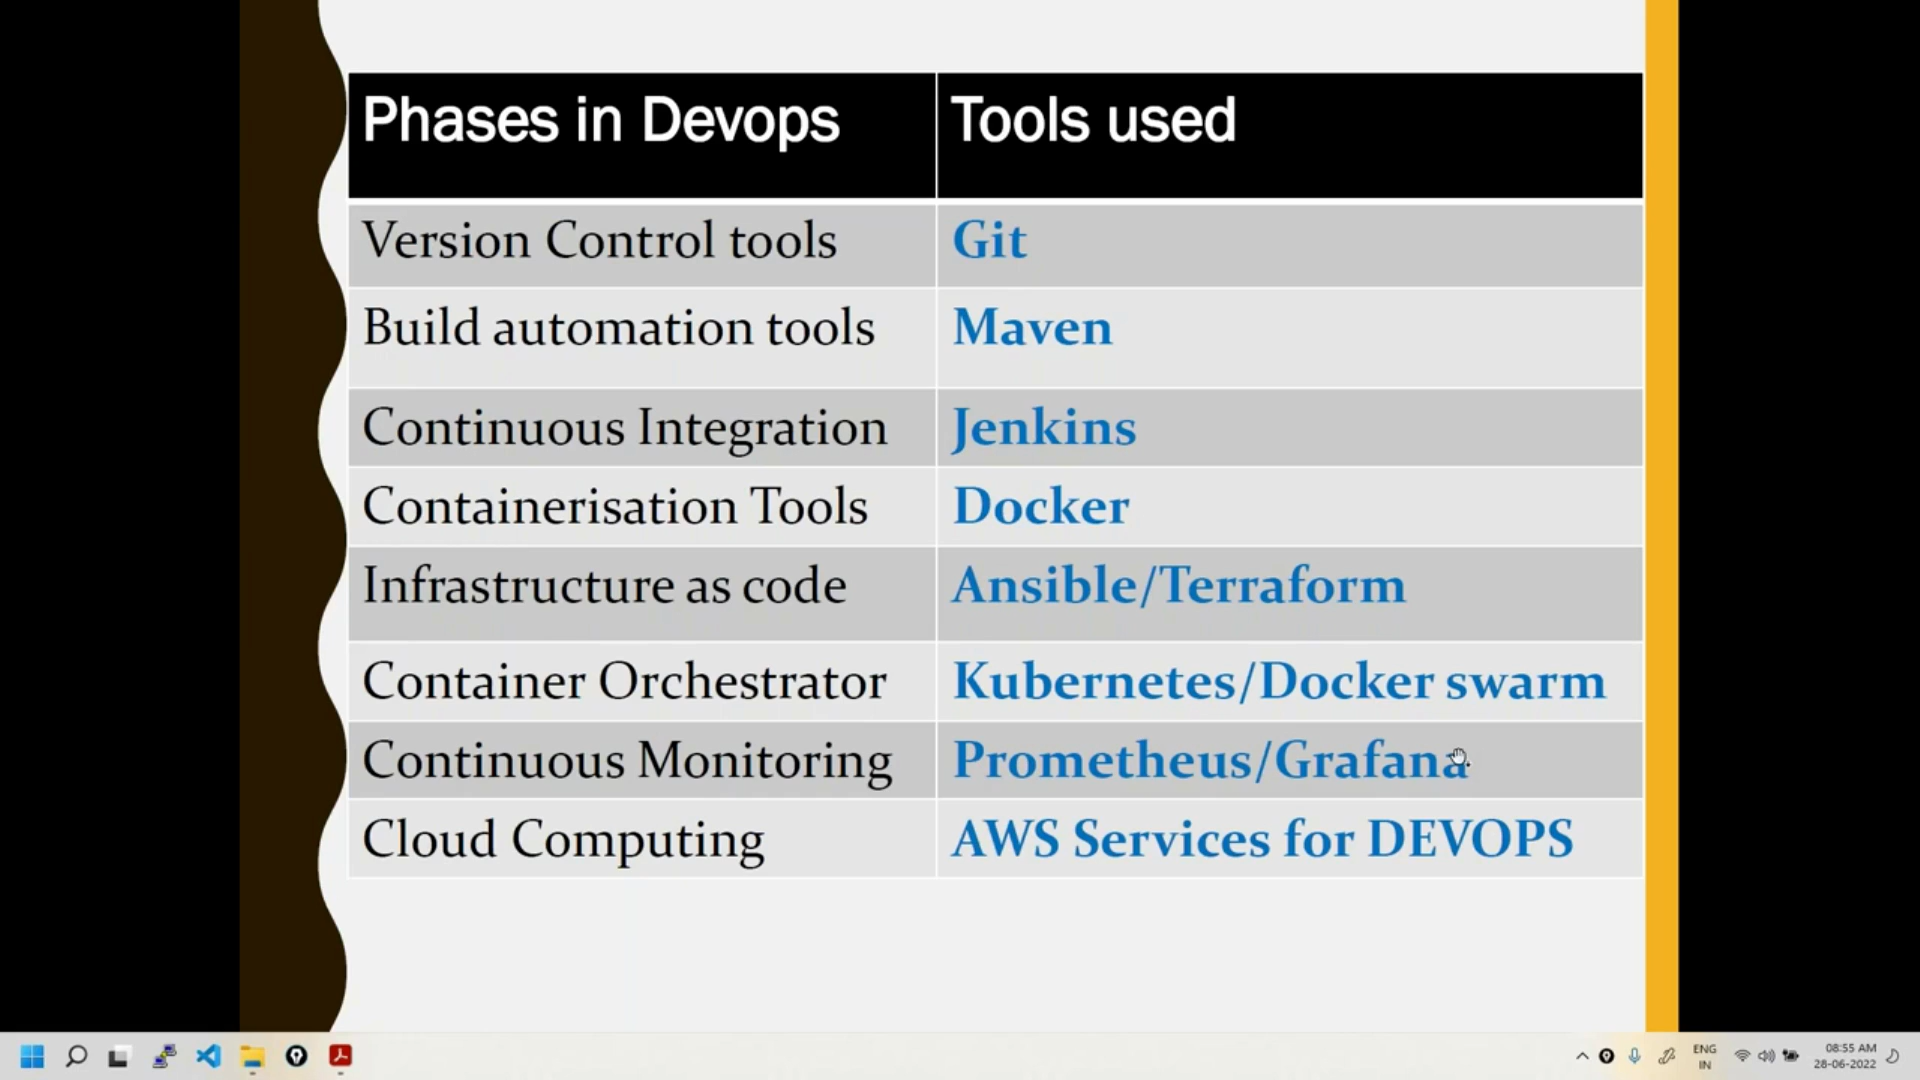 Phases in Devops Tools used
Version Control tools Git
Build automation tools Maven
Continuous Integration Jenkins
Containerisation Tools Docker
Infrastructure as code Ansible/Terraform
Container Orchestrator Kubernetes/Docker swarm
Continuous Monitoring Prometheus/Grafana
Cloud Computing AWS Services for DEVOPS
ENG
IN
08:55 AM
28-06-2022